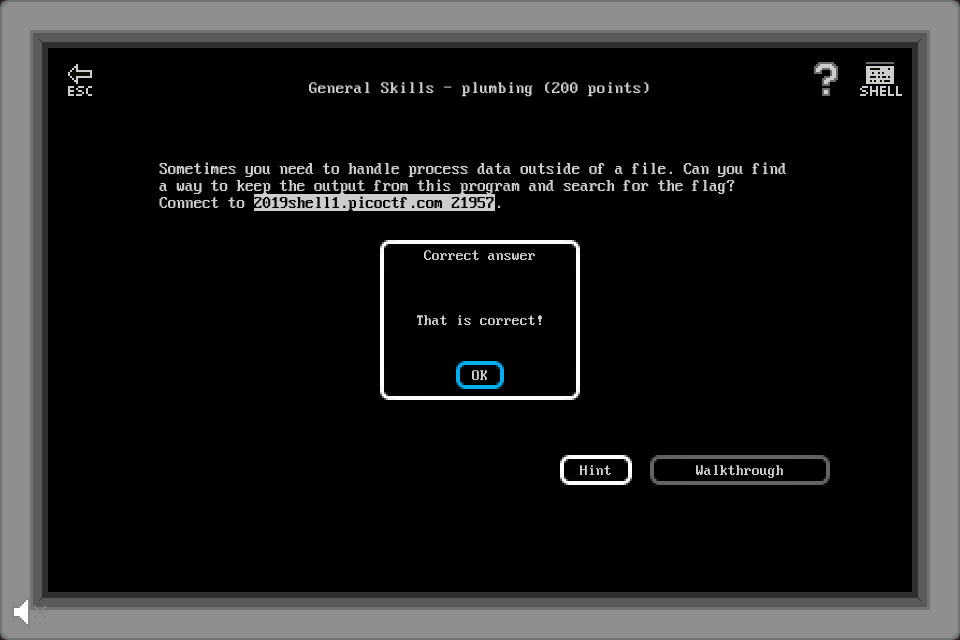 ESC
General Skills - plumbing (200 points)
?
SHELL
Sometimes you need to handle process data outside of a file. Can you find
a way to keep the output from this program and search for the flag?
Connect to 2019shell1.picoctf.com 21957.
Correct answer
That is correct!
OK
Hint
Walkthrough